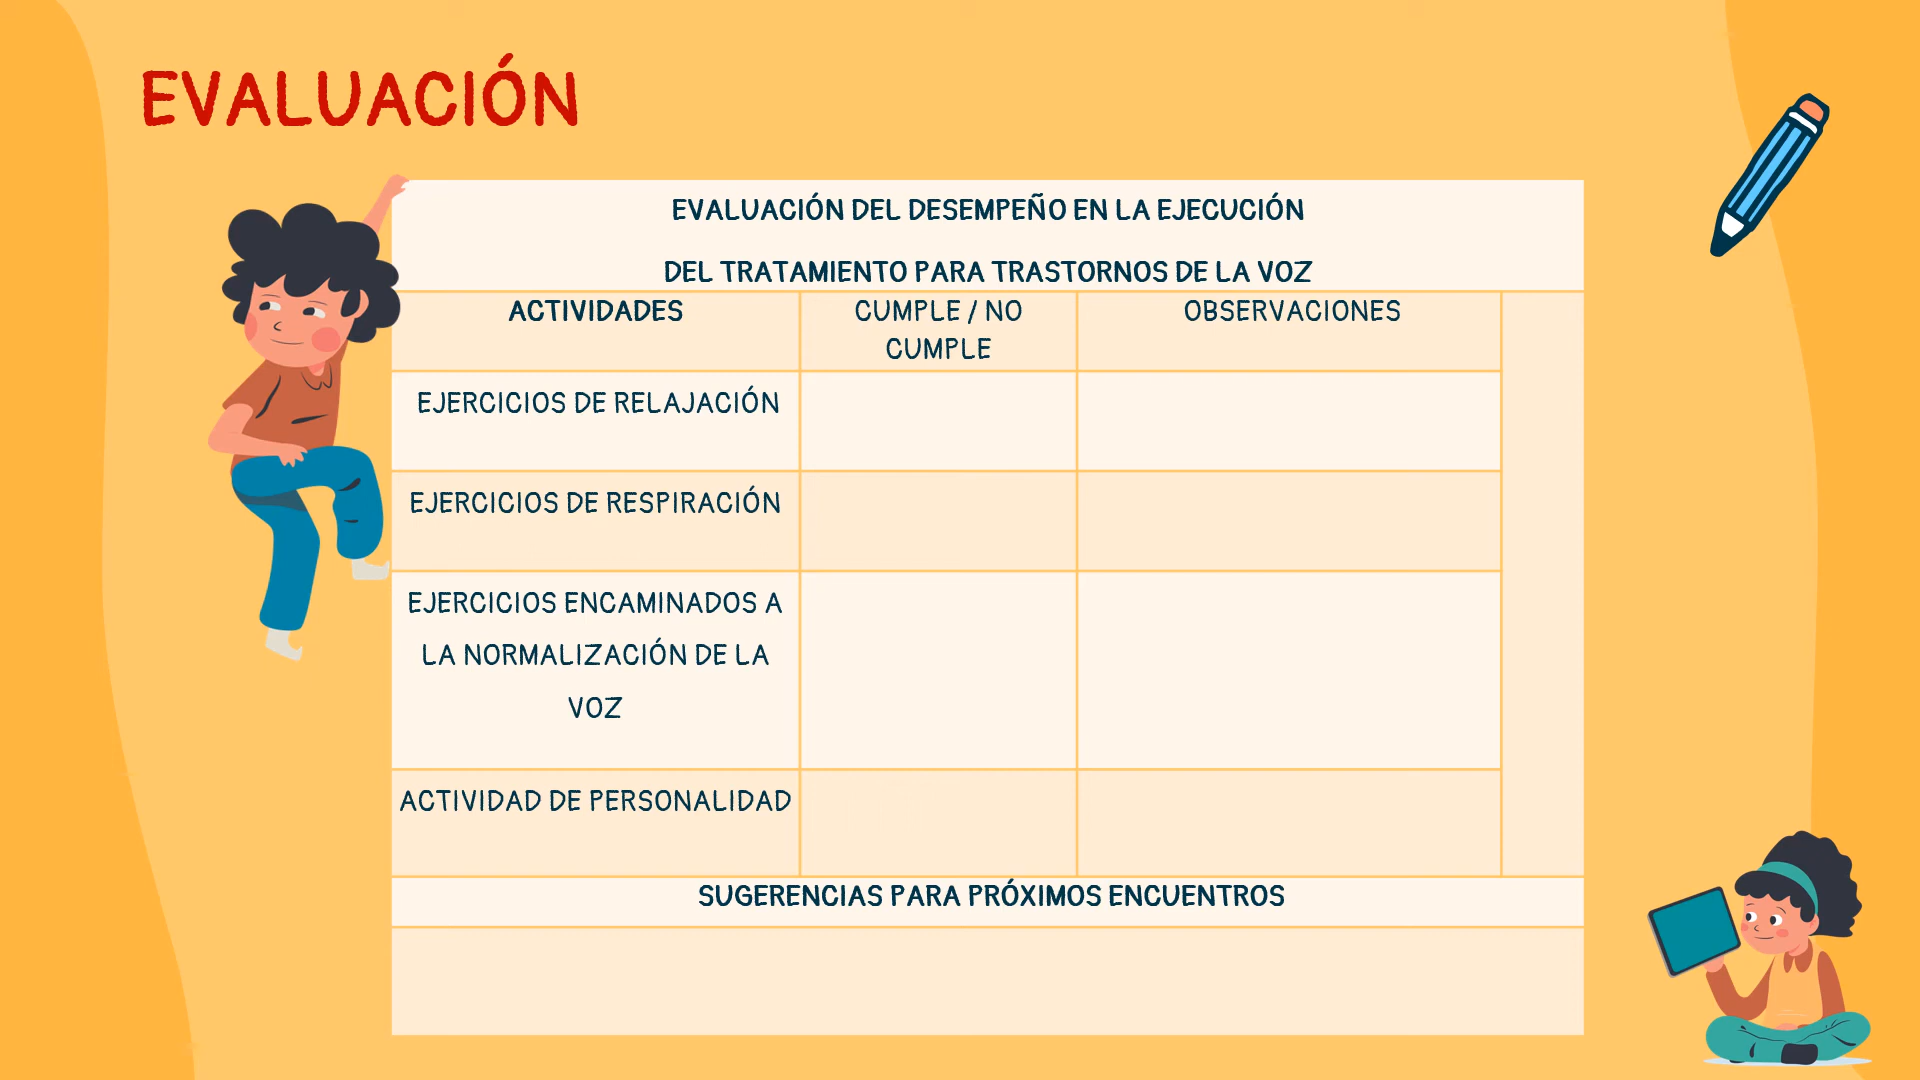 EVALUACIÓN
EVALUACIÓN DEL DESEMPEÑO EN LA EJECUCIÓN
DEL TRATAMIENTO PARA TRASTORNOS DE LA VOZ
ACTIVIDADES
CUMPLE / NO
CUMPLE
OBSERVACIONES
EJERCICIOS DE RELAJACIÓN
EJERCICIOS DE RESPIRACIÓN
EJERCICIOS ENCAMINADOS A
LA NORMALIZACIÓN DE LA
VOZ
ACTIVIDAD DE PERSONALIDAD
SUGERENCIAS PARA PRÓXIMOS ENCUENTROS